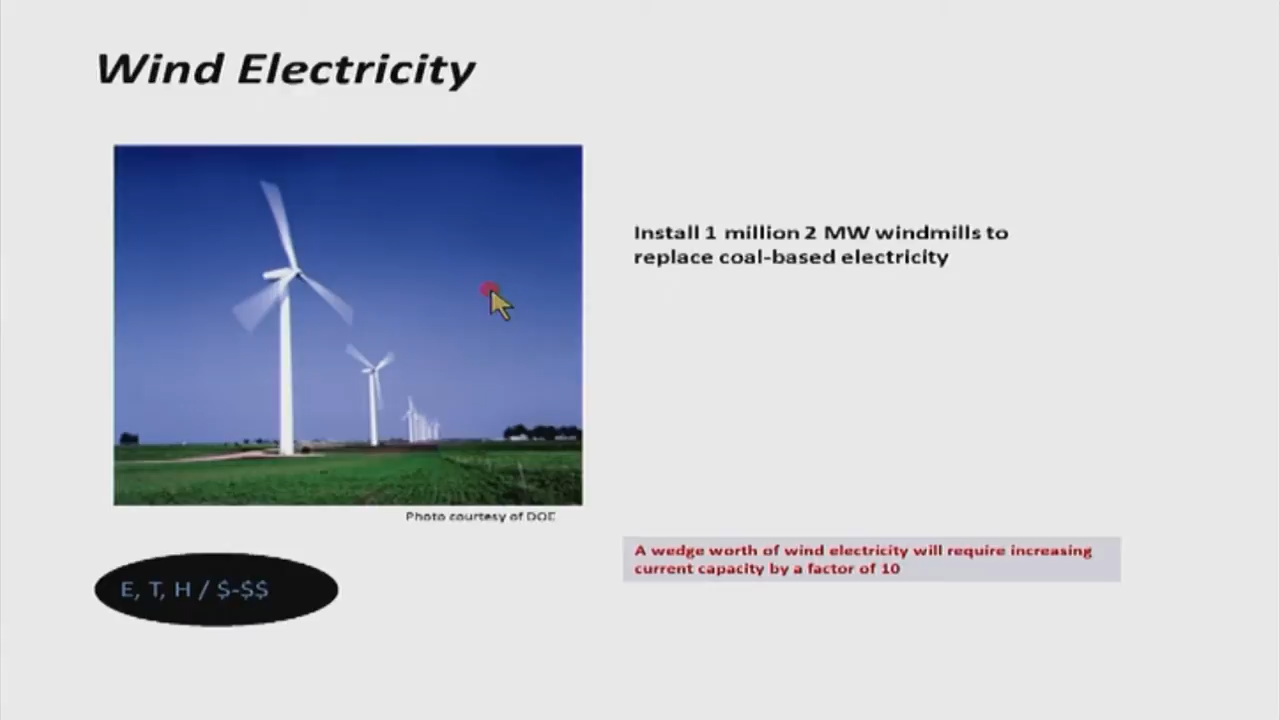 Wind Electricity
Install 1 million 2 MW windmills to
replace coal-based electricity
Photo courtesy of DOE
A wedge worth of wind electricity will require increasing
current capacity by a factor of 10
E, T, H / $-$$